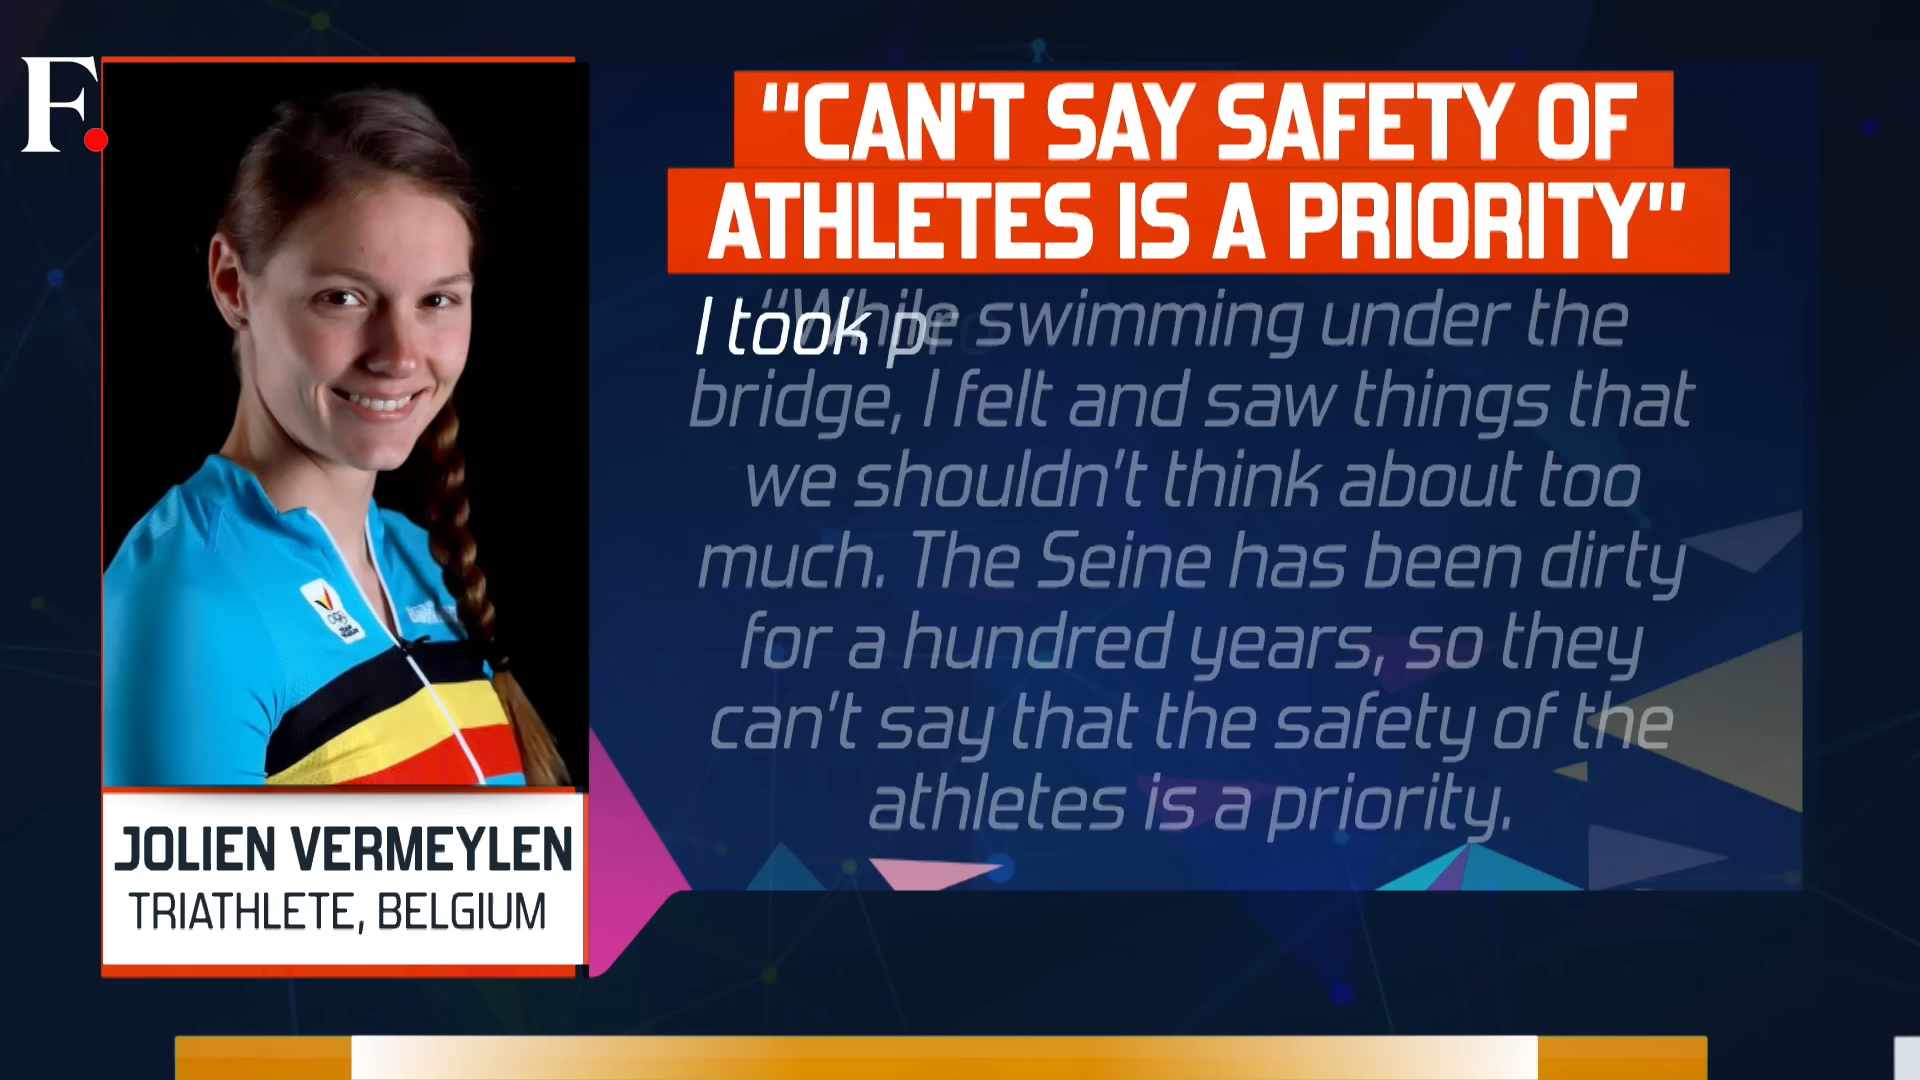 F.
"CAN'T SAY SAFETY OF
ATHLETES IS A PRIORITY"
I took pr
"While swimming under the
bridge, I felt and saw things that
we shouldn't think about too
much. The Seine has been dirty
for a hundred years, so they
can't say that the safety of the
athletes is a priority.
JOLIEN VERMEYLEN
TRIATHLETE, BELGIUM